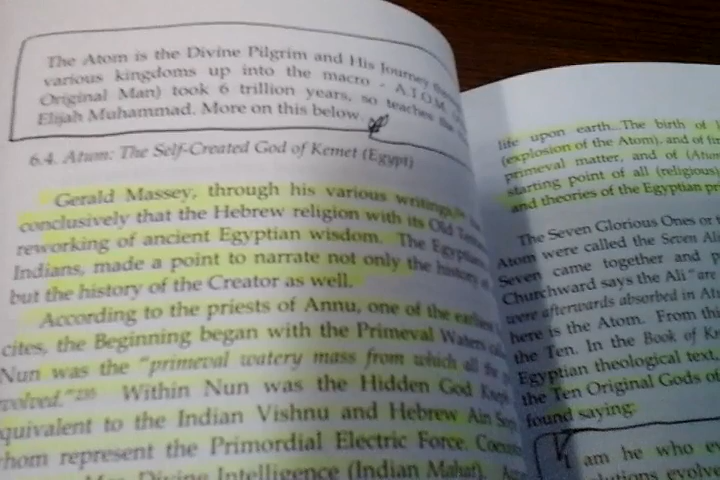 The Atom is the Divine Pilgrim and His Journey
various kingdoms up into the macro - A.I.O.M.
Original Man) took 6 trillion years, so teaches the
Elijah Muhammad. More on this below.
6.4. Atum: The Self-Created God of Kemet (Egypt)
Gerald Massey, through his various writings,
conclusively that the Hebrew religion with its Old
reworking of ancient Egyptian wisdom. The Egyptians,
Indians, made a point to narrate not only the history
but the history of the Creator as well.
According to the priests of Annu, one of the
cites, the Beginning began with the Primeval Waters
Nun was the "primeval watery mass from which all
Within Nun was the Hidden God
to the Indian Vishnu and Hebrew Ain
represent the Primordial Electric Force.
Divine Intelligence (Indian Mahat).
life upon earth...The birth of
(explosion of the Atom), and of
primeval matter, and of
starting point of all (religious)
and theories of the Egyptian
The Seven Glorious Ones or
Atom were called the Seven
Seven came together and
Churchward says the Ali "are
were afterwards absorbed in
here is the Atom. From
the Ten. In the Book of
Egyptian theological text,
the Ten Original Gods of
found saying:
I am he who
evolve